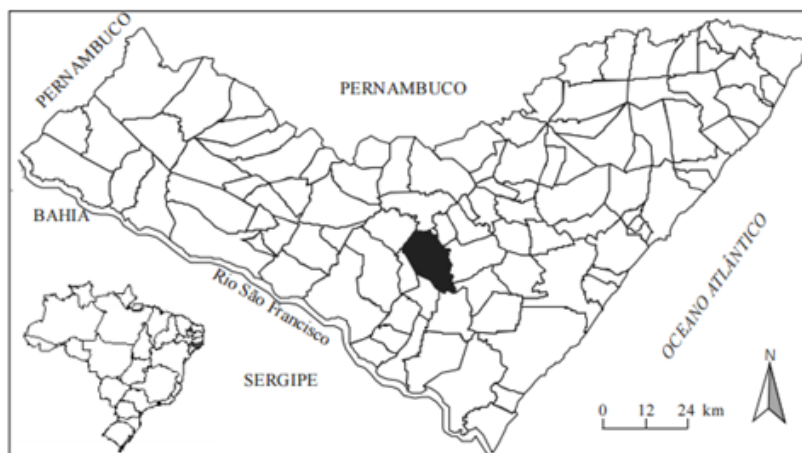 PERNAMBUCO
PERNAMBUCO
BAHIA
Rio São Francisco
OCEANO ATLÂNTICO
SERGIPE
N
0 12 24 km